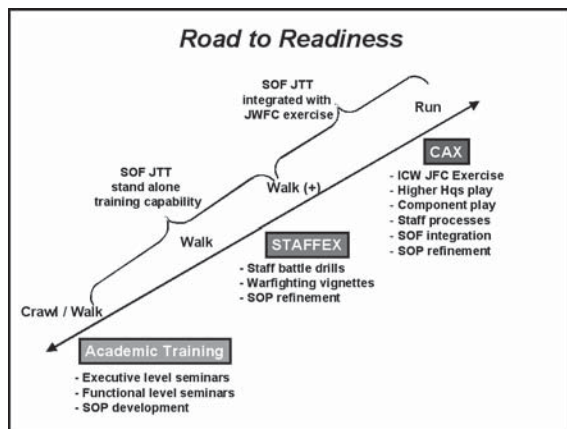 Road to Readiness
SOF JTT
integrated with
JWFC exercise
Run
SOF JTT
stand alone
training capability
Walk (+)
Walk
Crawl / Walk
CAX
- ICW JFC Exercise
- Higher Hqs play
- Component play
- Staff processes
- SOF integration
- SOP refinement
STAFFEX
- Staff battle drills
- Warfighting vignettes
- SOP refinement
Academic Training
- Executive level seminars
- Functional level seminars
- SOP development